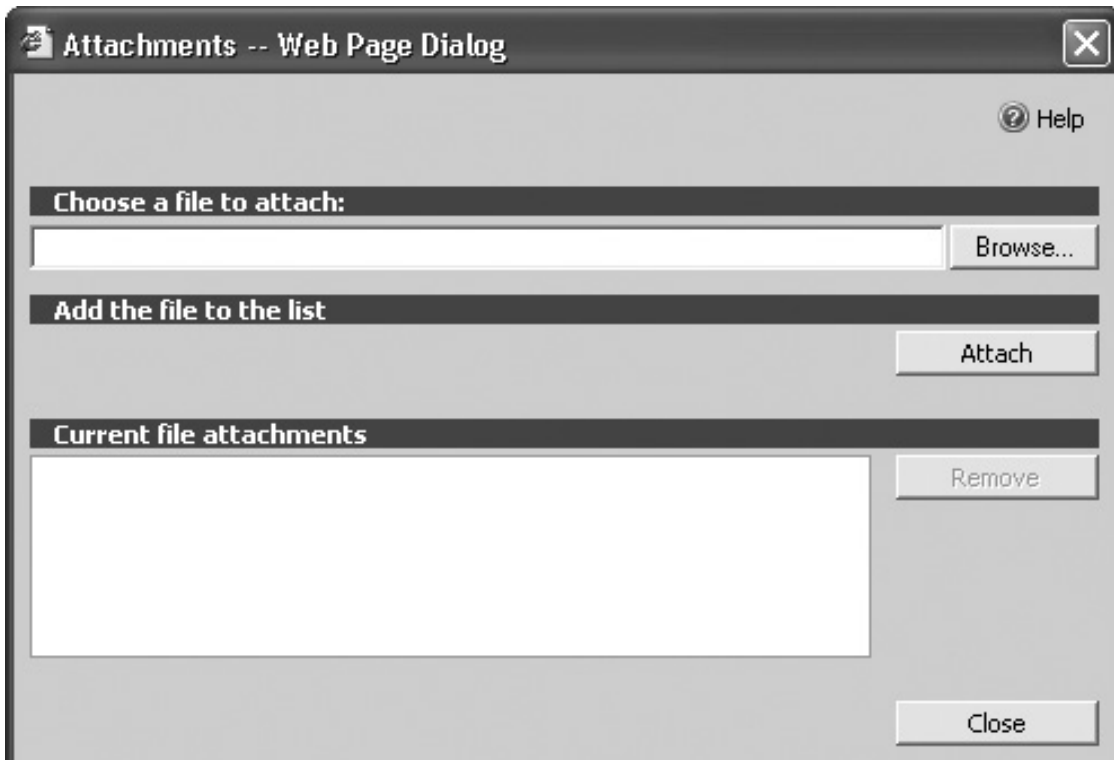 Attachments -- Web Page Dialog
Help
Choose a file to attach:
Browse...
Add the file to the list
Attach
Current file attachments
Remove
Close